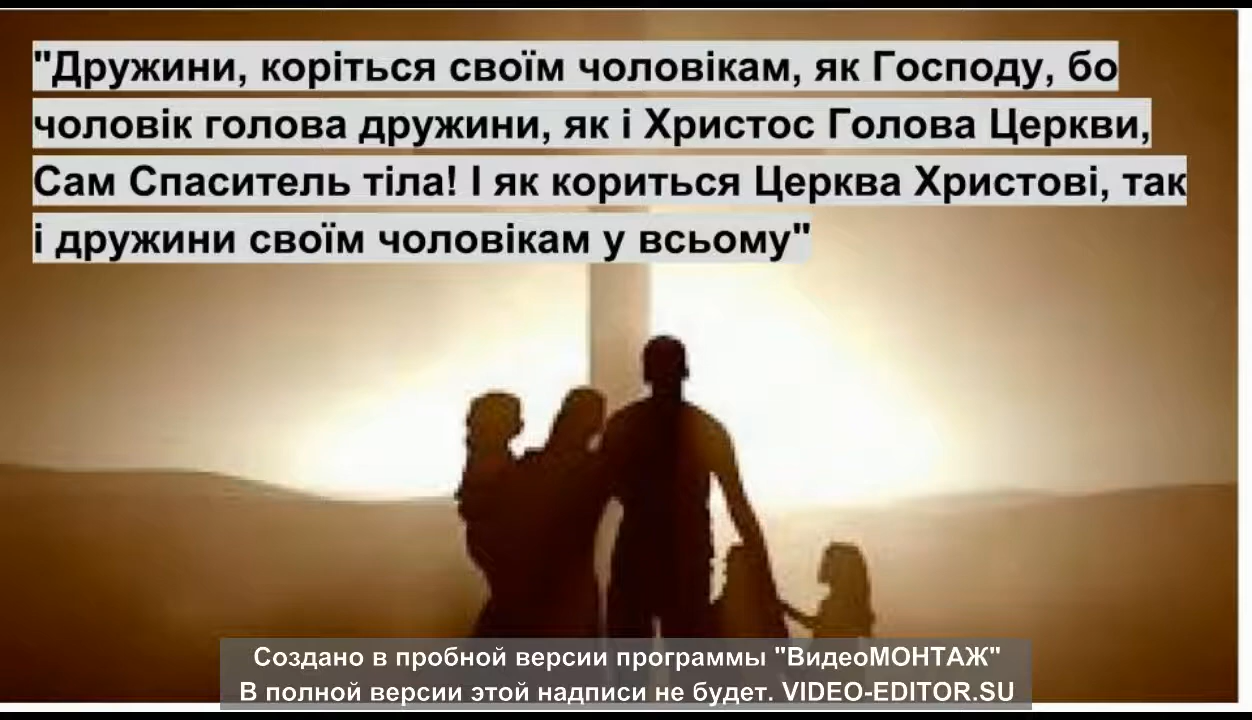 "Дружини, коріться своїм чоловікам, як Господу, бо
чоловік голова дружини, як і Христос Голова Церкви,
Сам Спаситель тіла! І як кориться Церква Христові, так
і дружини своїм чоловікам у всьому"
Создано в пробной версии программы "ВидеоМОНТАЖ"
В полной версии этой надписи не будет. VIDEO-EDITOR.SU